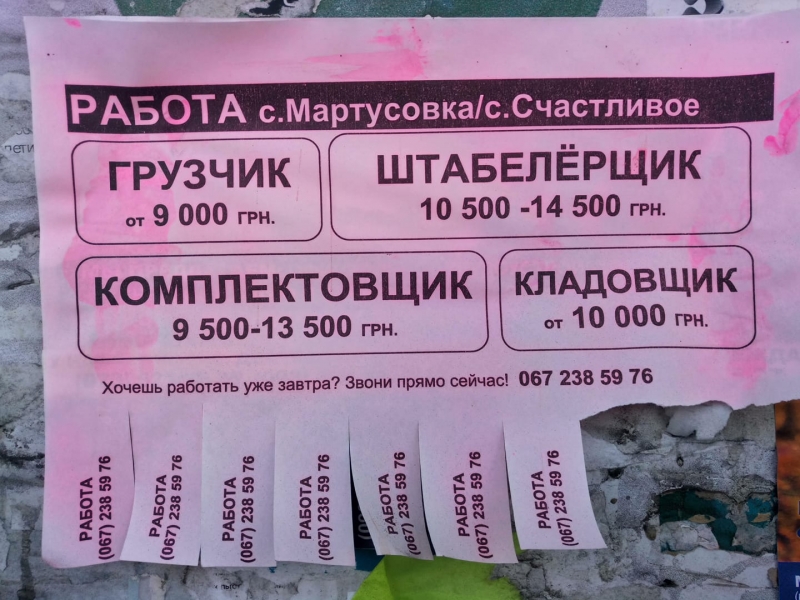 РАБОТА с.Мартусовка/с.Счастливое
ГРУЗЧИК
от 9 000 ГРН.
ШТАБЕЛЁРЩИК
10 500 -14 500 ГРН.
КОМПЛЕКТОВЩИК
9 500-13 500 ГРН.
КЛАДОВЩИК
от 10 000 ГРН.
Хочешь работать уже завтра? Звони прямо сейчас! 067 238 59 76
РАБОТА
(067) 238 59 76
РАБОТА
(067) 238 59 76
РАБОТА
(067) 238 59 76
РАБОТА
(067) 238 59 76
РАБОТА
(067) 238 59 76
РАБОТА
(067) 238 59 76
РАБОТА
(067) 238 59 76